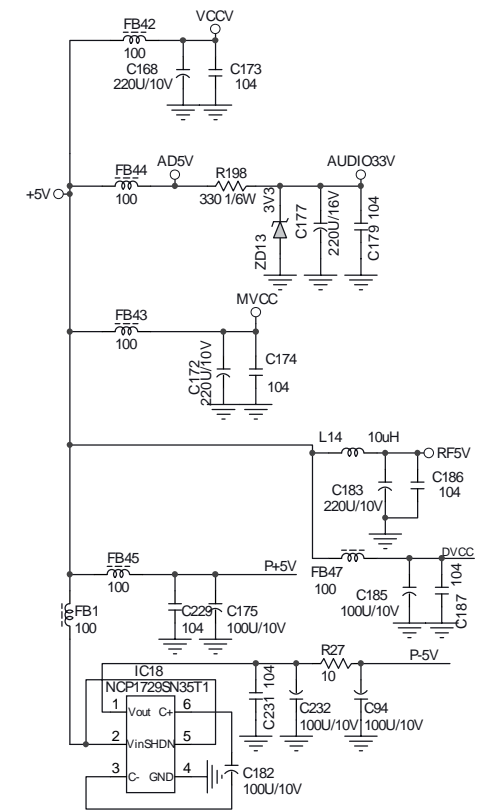 VCCV
FB42
100
C168
220U/10V
C173
104
+5V
FB44
100
AD5V
R198
330 1/6W
AUDIO33V
3V3
ZD13
C177
220U/16V
C179 104
FB43
100
MVCC
C172
220U/10V
C174
104
L14 10uH
RF5V
C183
220U/10V
C186
104
FB45
100
P+5V
FB47
100
DVCC
C185
100U/10V
C187 104
C229
104
C175
100U/10V
FB1
100
IC18
NCP1729SN35T1
1 Vout C+ 6
2 Vin SHDN 5
3 C- GND 4
C182
100U/10V
C231 104
C232
100U/10V
R27
10
C94
100U/10V
P-5V